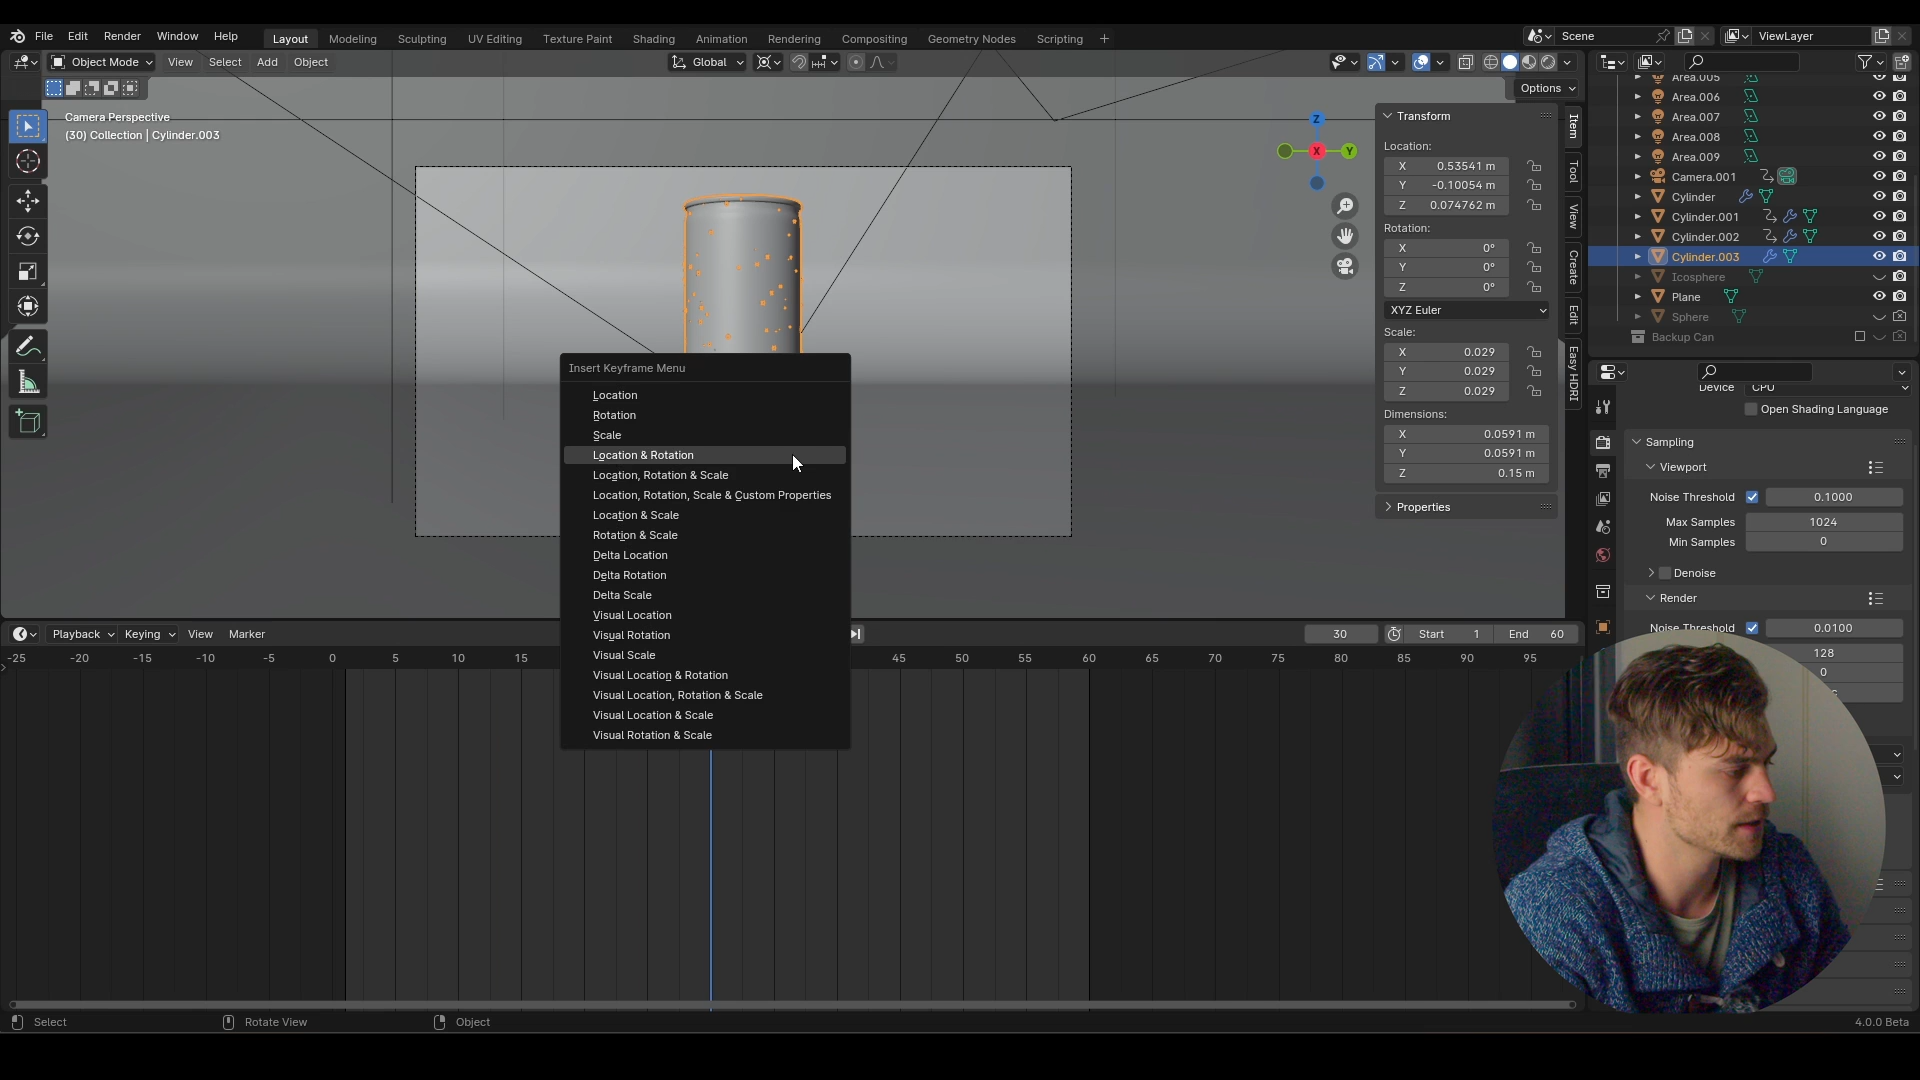 File Edit Render Window Help
Layout Modeling Sculpting UV Editing Texture Paint Shading Animation Rendering Compositing Geometry Nodes Scripting +
Scene
ViewLayer
Object Mode View Select Add Object
Global
Options
Camera Perspective
(30) Collection | Cylinder.003
Z
X
Y
Transform
Location:
X 0.53541 m
Y -0.10054 m
Z 0.074762 m
Rotation:
X 0°
Y 0°
Z 0°
XYZ Euler
Scale:
X 0.029
Y 0.029
Z 0.029
Dimensions:
X 0.0591 m
Y 0.0591 m
Z 0.15 m
Properties
Item
Tool
View
Create
Edit
Easy HDRI
Area.005
Area.006
Area.007
Area.008
Area.009
Camera.001
Cylinder
Cylinder.001
Cylinder.002
Cylinder.003
Icosphere
Plane
Sphere
Backup Can
Device CPU
Open Shading Language
Sampling
Viewport
Noise Threshold 0.1000
Max Samples 1024
Min Samples 0
Denoise
Render
Noise Threshold 0.0100
128
0
Insert Keyframe Menu
Location
Rotation
Scale
Location & Rotation
Location, Rotation & Scale
Location, Rotation, Scale & Custom Properties
Location & Scale
Rotation & Scale
Delta Location
Delta Rotation
Delta Scale
Visual Location
Visual Rotation
Visual Scale
Visual Location & Rotation
Visual Location, Rotation & Scale
Visual Location & Scale
Visual Rotation & Scale
Playback Keying View Marker
30 Start 1 End 60
-25 -20 -15 -10 -5 0 5 10 15 45 50 55 60 65 70 75 80 85 90 95
Select Rotate View Object
4.0.0 Beta